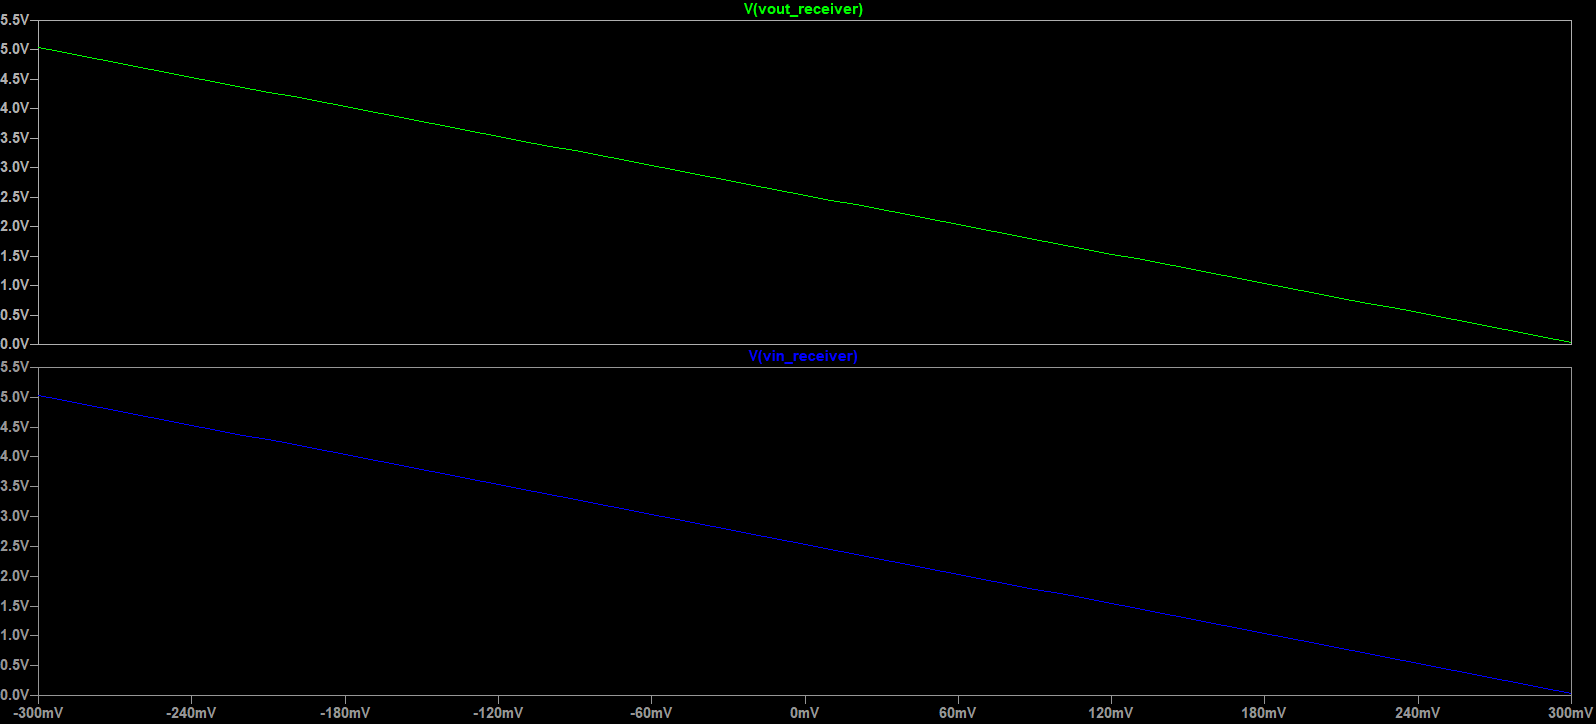 V(vout_receiver)
5.5V
5.0V
4.5V
4.0V
3.5V
3.0V
2.5V
2.0V
1.5V
1.0V
0.5V
0.0V
V(vin_receiver)
5.5V
5.0V
4.5V
4.0V
3.5V
3.0V
2.5V
2.0V
1.5V
1.0V
0.5V
0.0V
-300mV -240mV -180mV -120mV -60mV 0mV 60mV 120mV 180mV 240mV 300mV